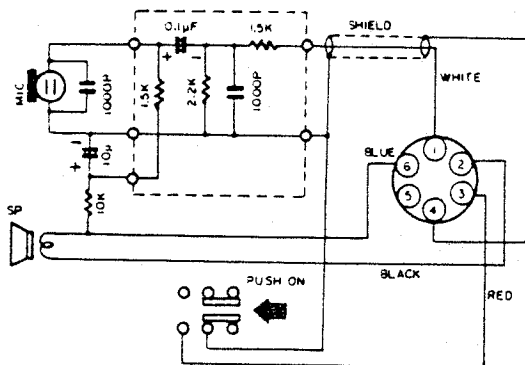 0.1µF
1.5K
SHIELD
+
-
MIC
1000P
1.5K
2.2K
1000P
WHITE
-
+
10µ
BLUE
1
2
3
4
5
6
10K
SP
BLACK
PUSH ON
RED